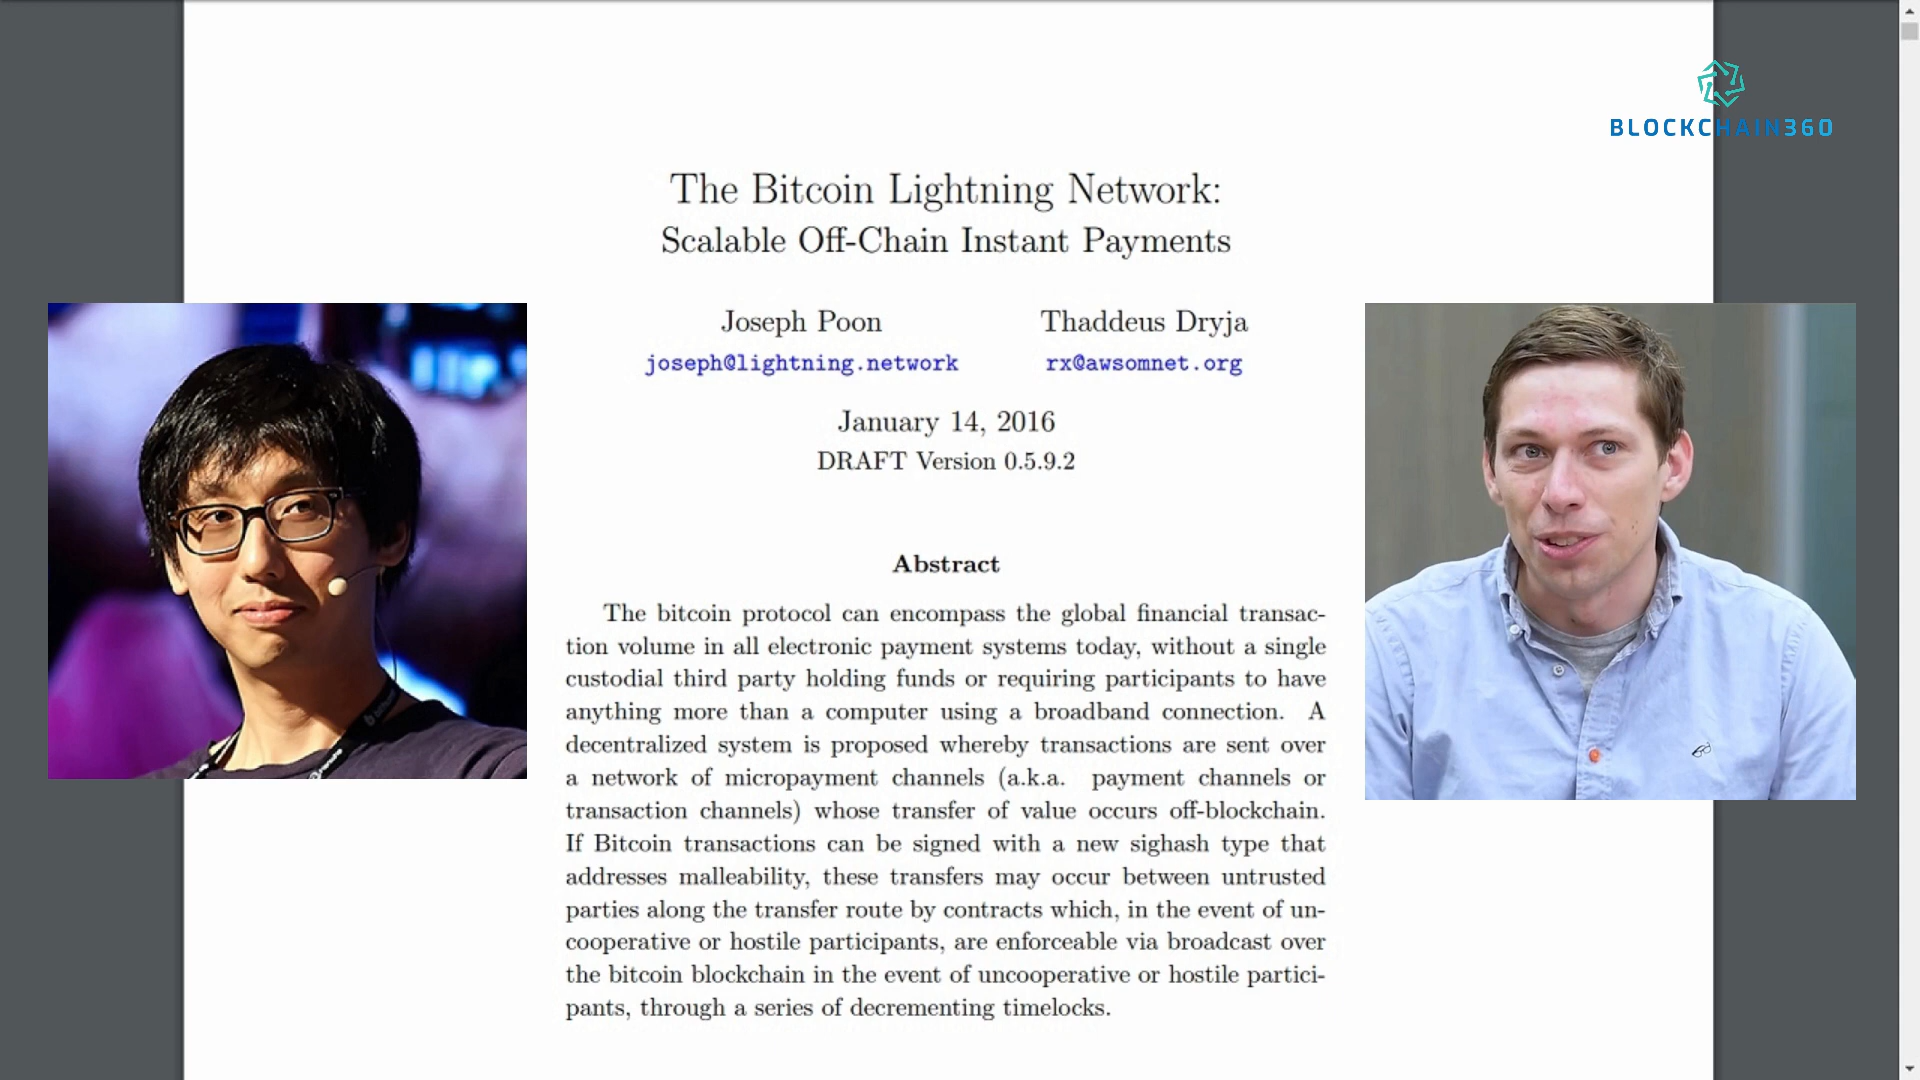 BLOCKCHAIN360
The Bitcoin Lightning Network:
Scalable Off-Chain Instant Payments
Joseph Poon
Thaddeus Dryja
joseph@lightning.network
rx@awsomnet.org
January 14, 2016
DRAFT Version 0.5.9.2
Abstract
The bitcoin protocol can encompass the global financial transac-
tion volume in all electronic payment systems today, without a single
custodial third party holding funds or requiring participants to have
anything more than a computer using a broadband connection. A
decentralized system is proposed whereby transactions are sent over
a network of micropayment channels (a.k.a. payment channels or
transaction channels) whose transfer of value occurs off-blockchain.
If Bitcoin transactions can be signed with a new sighash type that
addresses malleability, these transfers may occur between untrusted
parties along the transfer route by contracts which, in the event of un-
cooperative or hostile participants, are enforceable via broadcast over
the bitcoin blockchain in the event of uncooperative or hostile partici-
pants, through a series of decrementing timelocks.